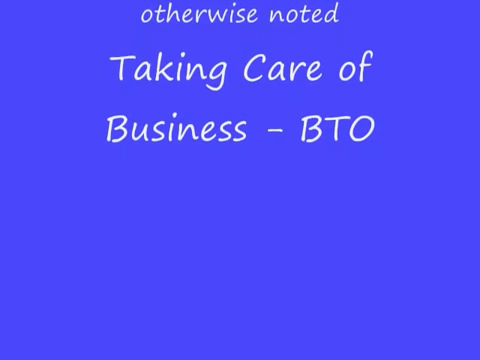 otherwise noted
Taking Care of
Business - BTO